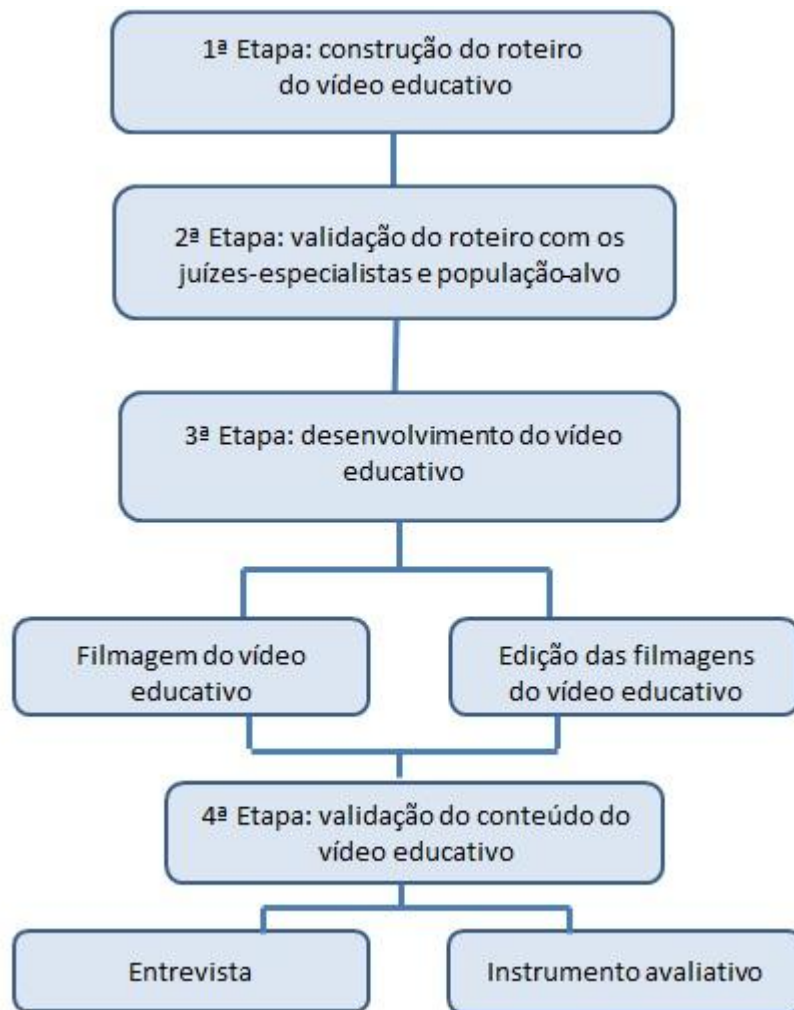 1ª Etapa: construção do roteiro
do vídeo educativo
2ª Etapa: validação do roteiro com os
juízes-especialistas e população-alvo
3ª Etapa: desenvolvimento do vídeo
educativo
Filmagem do vídeo
educativo
Edição das filmagens
do vídeo educativo
4ª Etapa: validação do conteúdo do
vídeo educativo
Entrevista
Instrumento avaliativo